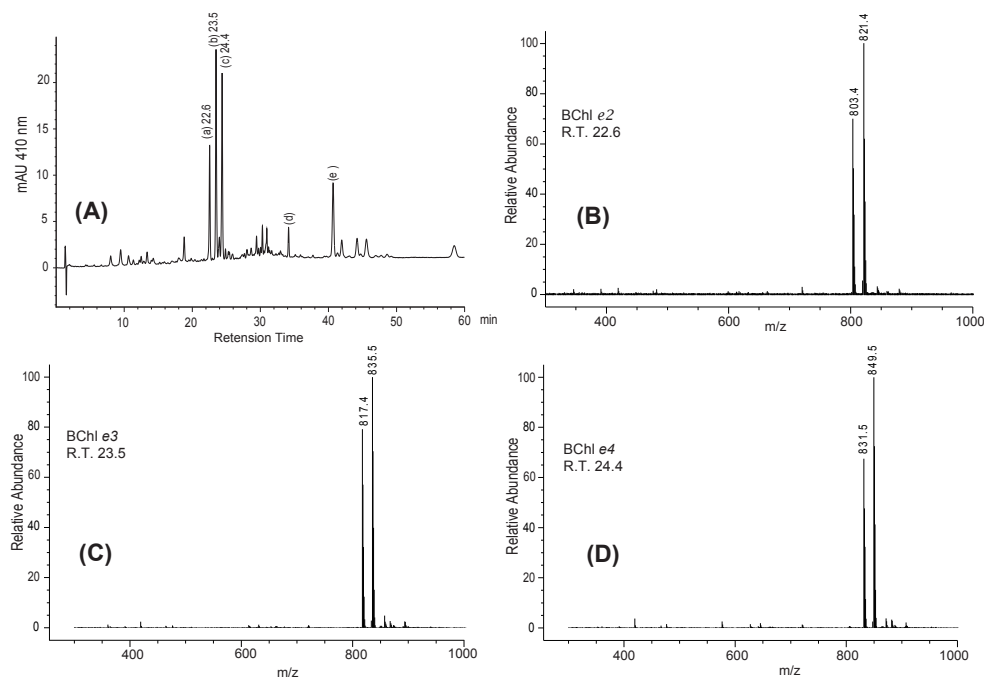 (a) 22.6
(b) 23.5
(c) 24.4
(d)
(e )
20
15
10
5
0
mAU 410 nm
(A)
10
20
30
40
50
60
min
Retension Time
821.4
803.4
100
80
60
40
20
0
Relative Abundance
BChl e2
R.T. 22.6
(B)
400
600
800
1000
m/z
835.5
817.4
100
80
60
40
20
0
Relative Abundance
BChl e3
R.T. 23.5
(C)
400
600
800
1000
m/z
849.5
831.5
100
80
60
40
20
0
Relative Abundance
BChl e4
R.T. 24.4
(D)
400
600
800
1000
m/z